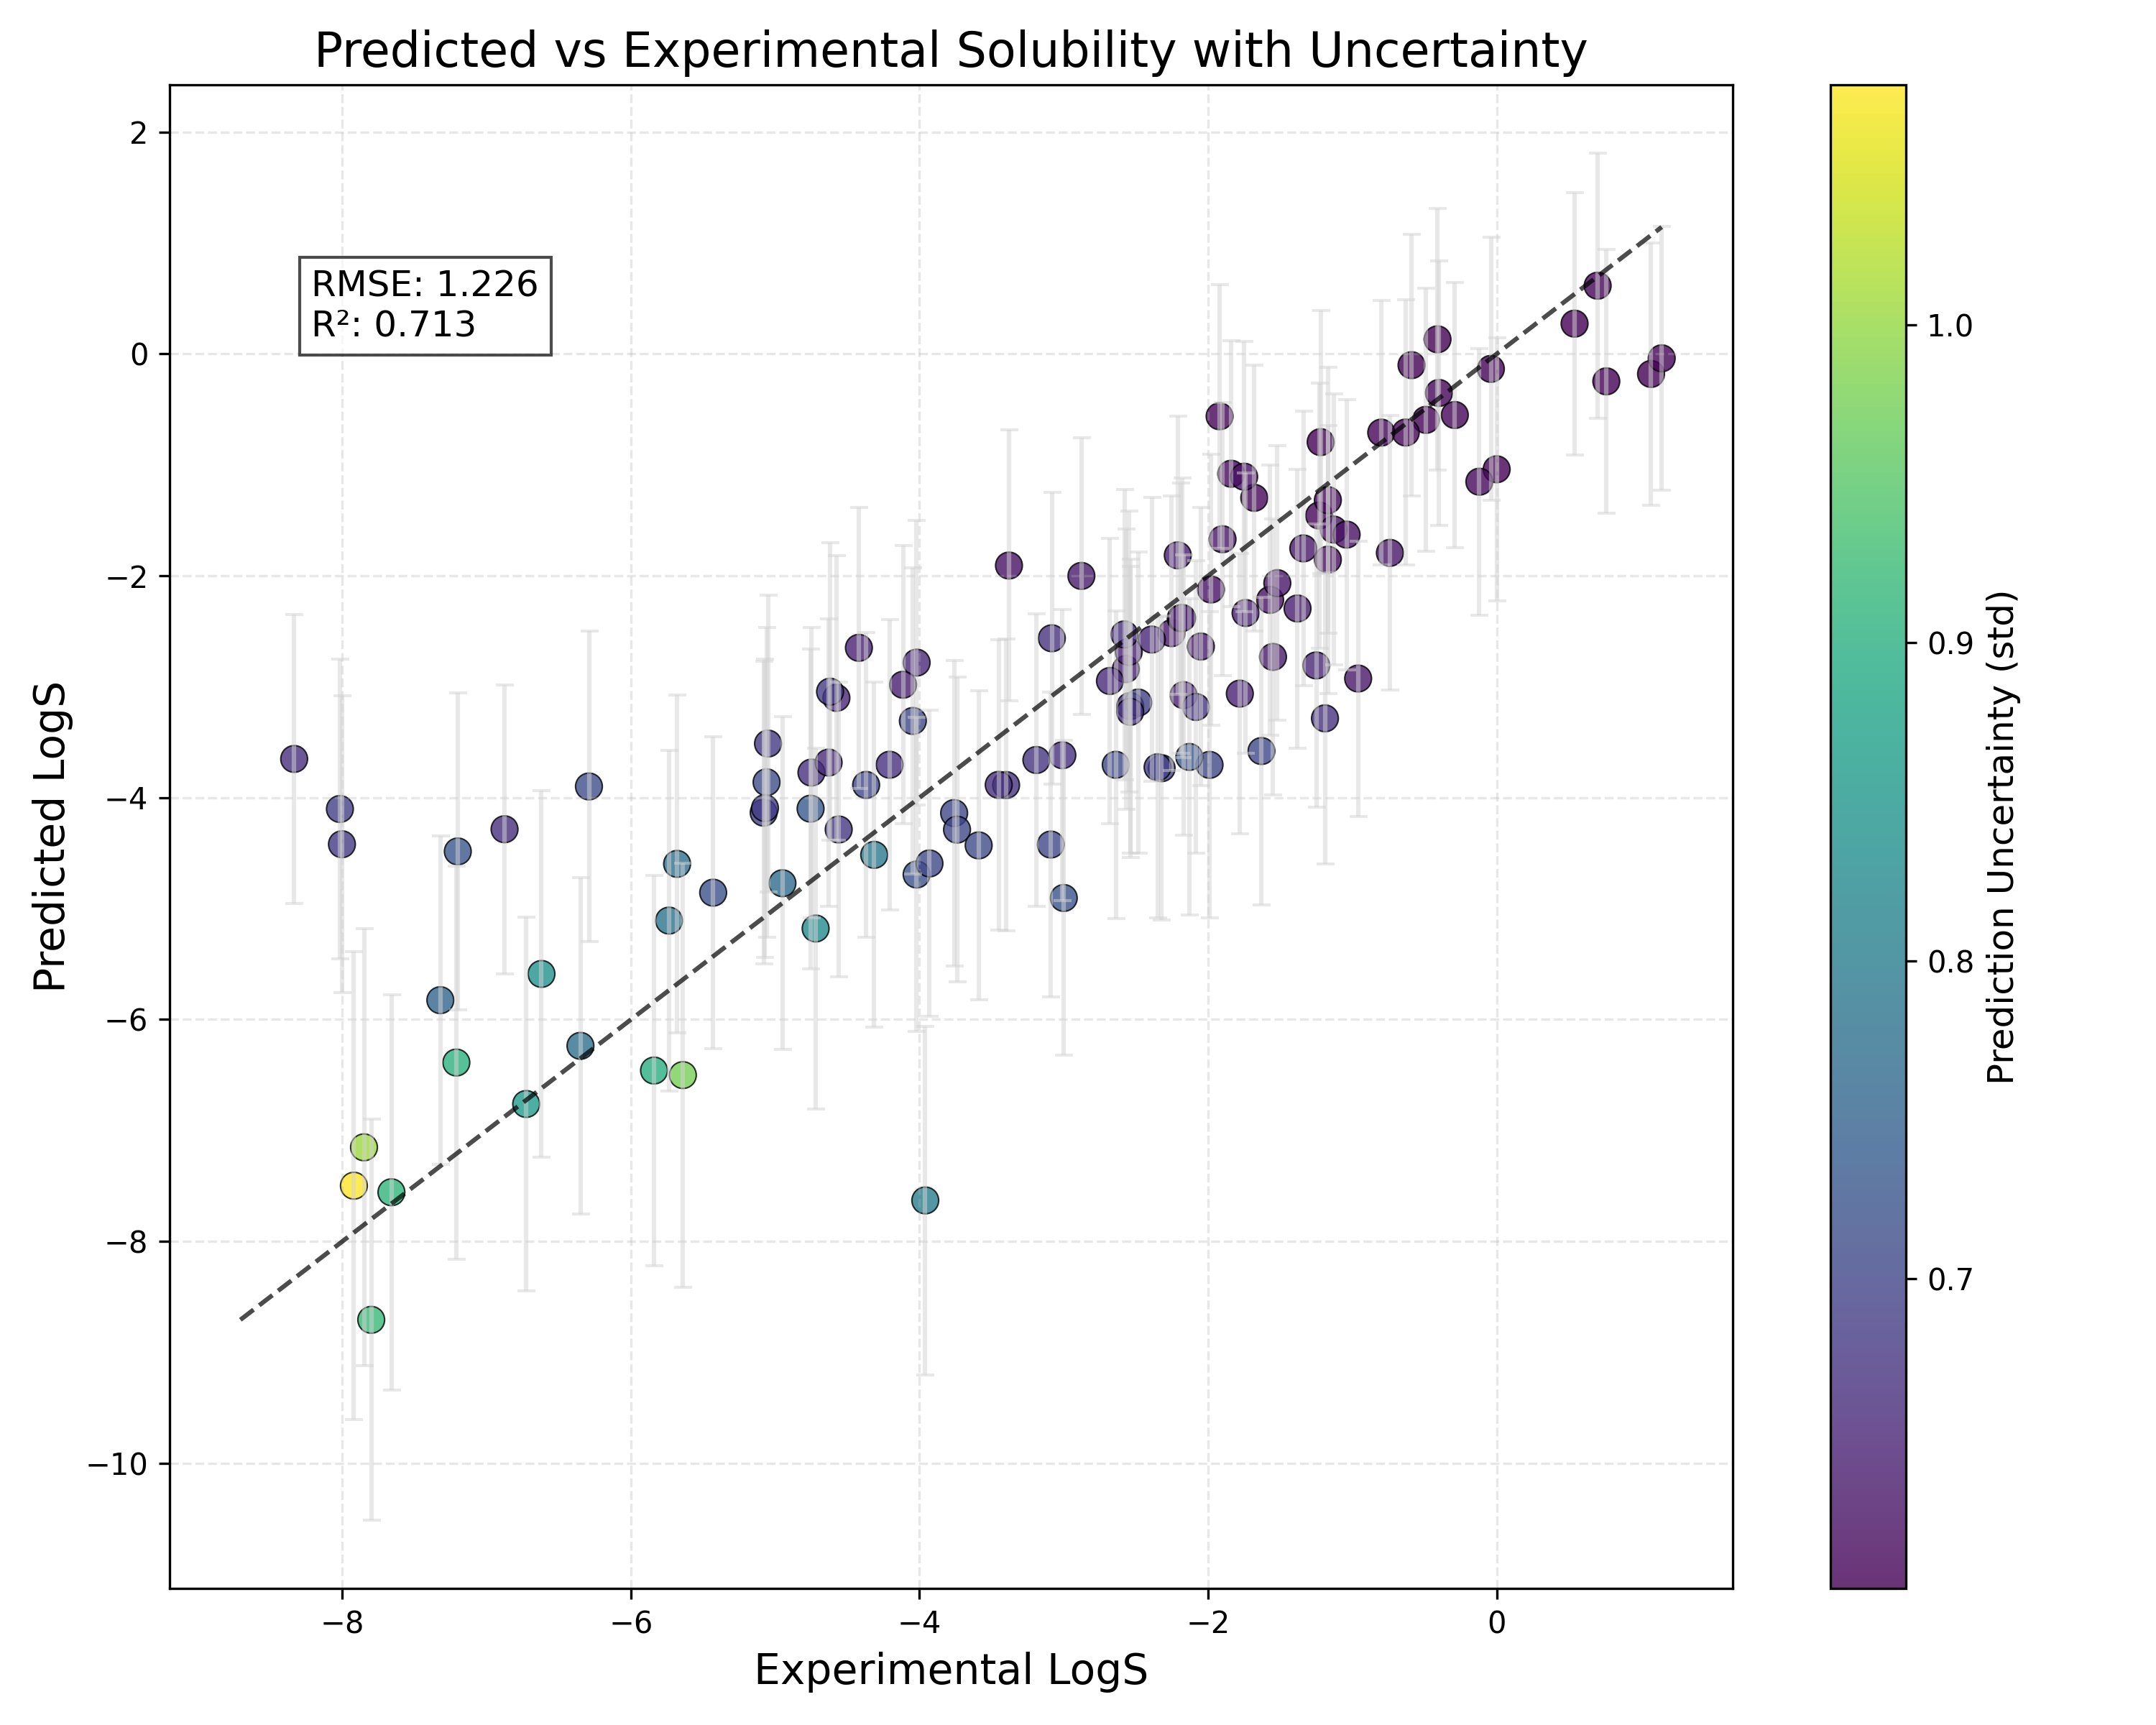 Predicted vs Experimental Solubility with Uncertainty
RMSE: 1.226
R²: 0.713
2
0
−2
−4
−6
−8
−10
Predicted LogS
−8
−6
−4
−2
0
Experimental LogS
1.0
0.9
0.8
0.7
Prediction Uncertainty (std)